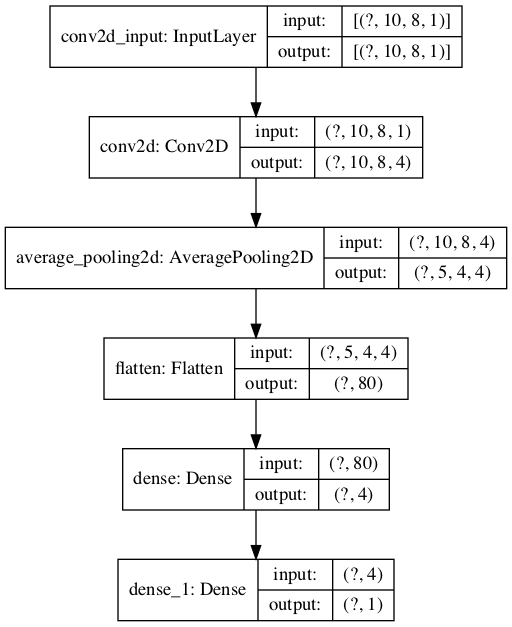 conv2d_input: InputLayer
input:
[(?, 10, 8, 1)]
output:
[(?, 10, 8, 1)]
conv2d: Conv2D
input:
(?, 10, 8, 1)
output:
(?, 10, 8, 4)
average_pooling2d: AveragePooling2D
input:
(?, 10, 8, 4)
output:
(?, 5, 4, 4)
flatten: Flatten
input:
(?, 5, 4, 4)
output:
(?, 80)
dense: Dense
input:
(?, 80)
output:
(?, 4)
dense_1: Dense
input:
(?, 4)
output:
(?, 1)